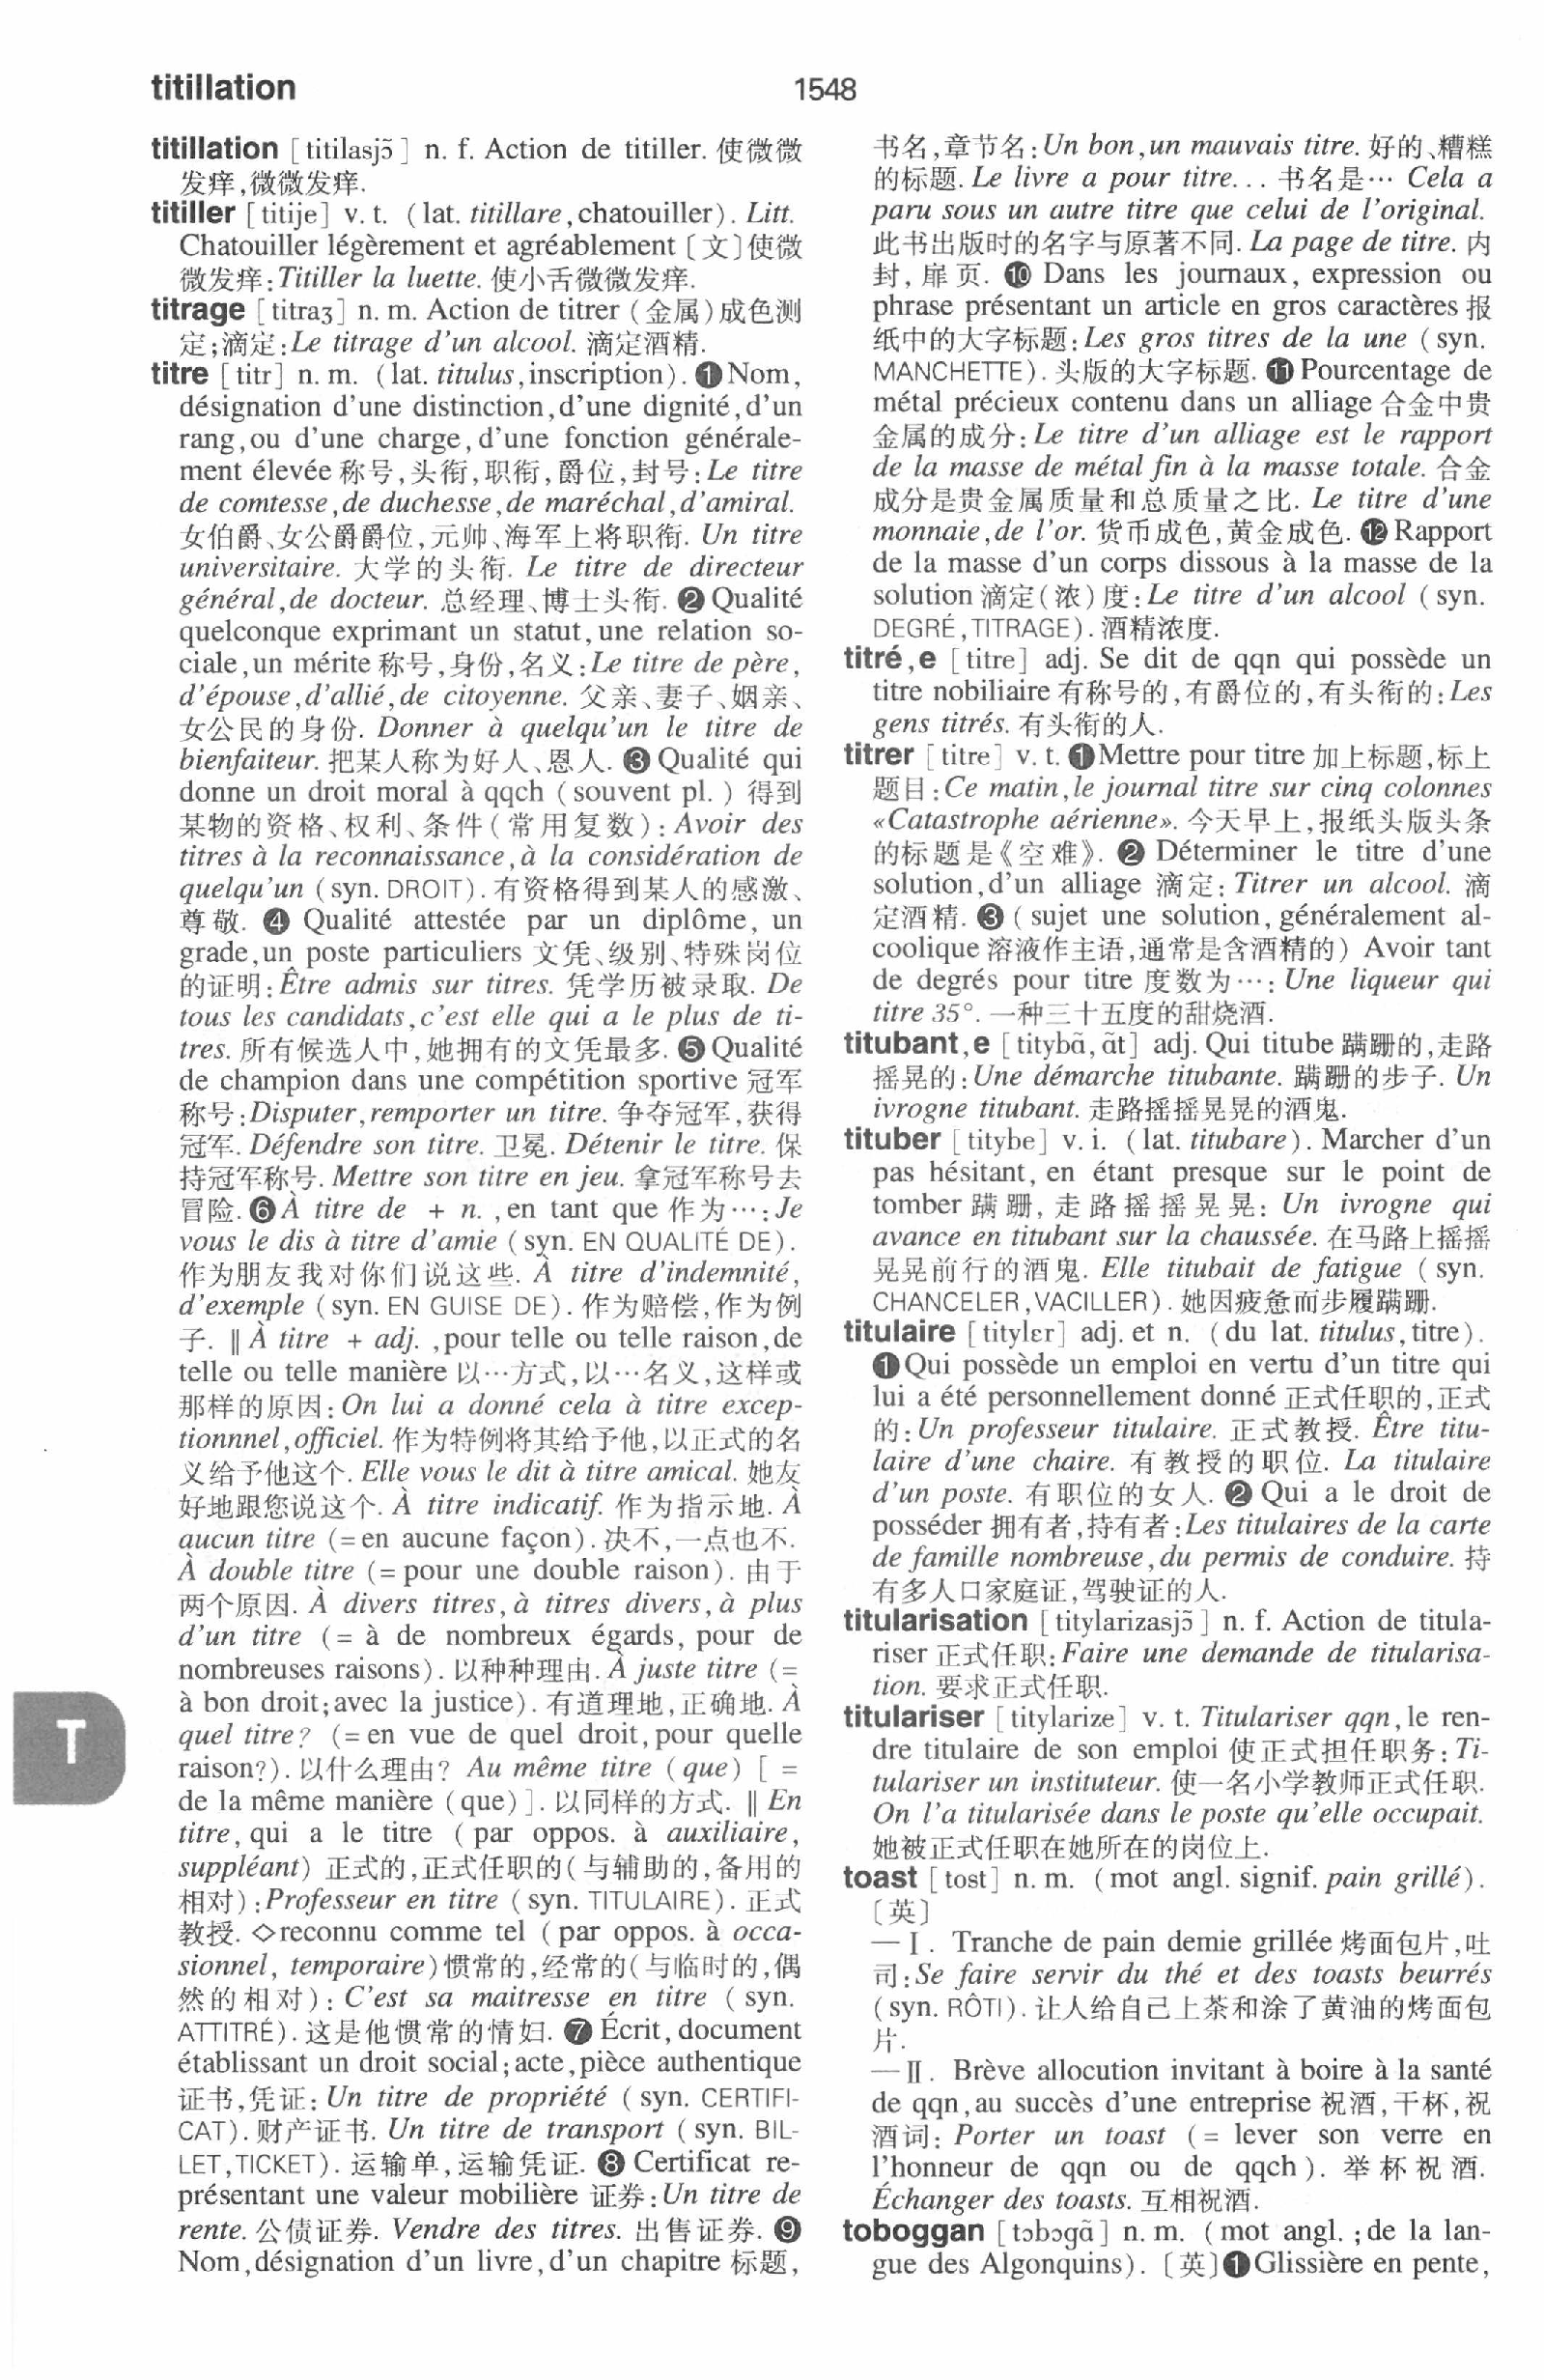 titillation
1548
titillation [titilasjɔ̃] n. f. Action de titiller. 使微微
发痒,微微发痒.
titiller [titije] v. t. (lat. titillare,chatouiller). Litt.
Chatouiller légèrement et agréablement〔文〕使微
微发痒:Titiller la luette. 使小舌微微发痒.
titrage [titraʒ] n. m. Action de titrer (金属)成色测
定;滴定:Le titrage d'un alcool. 滴定酒精.
titre [titr] n. m. (lat. titulus,inscription). ❶Nom,
désignation d'une distinction,d'une dignité,d'un
rang,ou d'une charge,d'une fonction générale-
ment élevée 称号,头衔,职衔,爵位,封号:Le titre
de comtesse,de duchesse,de maréchal,d'amiral.
女伯爵、女公爵爵位,元帅、海军上将职衔. Un titre
universitaire. 大学的头衔. Le titre de directeur
général,de docteur. 总经理、博士头衔. ❷Qualité
quelconque exprimant un statut,une relation so-
ciale,un mérite 称号,身份,名义:Le titre de père,
d'épouse,d'allié,de citoyenne. 父亲、妻子、姻亲、
女公民的身份. Donner à quelqu'un le titre de
bienfaiteur. 把某人称为好人、恩人. ❸Qualité qui
donne un droit moral à qqch (souvent pl. ) 得到
某物的资格、权利、条件(常用复数):Avoir des
titres à la reconnaissance,à la considération de
quelqu'un (syn. DROIT). 有资格得到某人的感激、
尊敬. ❹ Qualité attestée par un diplôme, un
grade,un poste particuliers 文凭、级别、特殊岗位
的证明:Être admis sur titres. 凭学历被录取. De
tous les candidats,c'est elle qui a le plus de ti-
tres. 所有候选人中,她拥有的文凭最多. ❺Qualité
de champion dans une compétition sportive 冠军
称号:Disputer,remporter un titre. 争夺冠军,获得
冠军. Défendre son titre. 卫冕. Détenir le titre. 保
持冠军称号. Mettre son titre en jeu. 拿冠军称号去
冒险. ❻À titre de + n. ,en tant que 作为…:Je
vous le dis à titre d'amie (syn. EN QUALITÉ DE).
作为朋友我对你们说这些. À titre d'indemnité,
d'exemple (syn. EN GUISE DE). 作为赔偿,作为例
子. ‖ À titre + adj. ,pour telle ou telle raison,de
telle ou telle manière 以…方式,以…名义,这样或
那样的原因:On lui a donné cela à titre excep-
tionnnel,officiel. 作为特例将其给予他,以正式的名
义给予他这个. Elle vous le dit à titre amical. 她友
好地跟您说这个. À titre indicatif. 作为指示地. À
aucun titre (=en aucune façon). 决不,一点也不.
À double titre (=pour une double raison). 由于
两个原因. À divers titres,à titres divers,à plus
d'un titre (= à de nombreux égards, pour de
nombreuses raisons). 以种种理由. À juste titre (=
à bon droit;avec la justice). 有道理地,正确地. À
quel titre? (=en vue de quel droit,pour quelle
raison?). 以什么理由? Au même titre (que) [ =
de la même manière (que)]. 以同样的方式. ‖ En
titre, qui a le titre (par oppos. à auxiliaire,
suppléant) 正式的,正式任职的(与辅助的,备用的
相对):Professeur en titre (syn. TITULAIRE). 正式
教授. ◇reconnu comme tel (par oppos. à occa-
sionnel, temporaire)惯常的,经常的(与临时的,偶
然的相对): C'est sa maitresse en titre (syn.
ATTITRÉ). 这是他惯常的情妇. ❼ Écrit, document
établissant un droit social;acte,pièce authentique
证书,凭证: Un titre de propriété (syn. CERTIFI-
CAT). 财产证书. Un titre de transport (syn. BIL-
LET,TICKET). 运输单,运输凭证. ❽ Certificat re-
présentant une valeur mobilière 证券:Un titre de
rente. 公债证券. Vendre des titres. 出售证券. ❾
Nom,désignation d'un livre,d'un chapitre 标题,
T
书名,章节名:Un bon,un mauvais titre. 好的、糟糕
的标题. Le livre a pour titre... 书名是… Cela a
paru sous un autre titre que celui de l'original.
此书出版时的名字与原著不同. La page de titre. 内
封,扉页. ❿ Dans les journaux, expression ou
phrase présentant un article en gros caractères 报
纸中的大字标题:Les gros titres de la une (syn.
MANCHETTE). 头版的大字标题. ⓫Pourcentage de
métal précieux contenu dans un alliage 合金中贵
金属的成分:Le titre d'un alliage est le rapport
de la masse de métal fin à la masse totale. 合金
成分是贵金属质量和总质量之比. Le titre d'une
monnaie,de l'or. 货币成色,黄金成色. ⓬Rapport
de la masse d'un corps dissous à la masse de la
solution 滴定(浓)度:Le titre d'un alcool (syn.
DEGRÉ,TITRAGE). 酒精浓度.
titré,e [titre] adj. Se dit de qqn qui possède un
titre nobiliaire 有称号的,有爵位的,有头衔的:Les
gens titrés. 有头衔的人.
titrer [titre] v. t. ❶Mettre pour titre 加上标题,标上
题目:Ce matin,le journal titre sur cinq colonnes
«Catastrophe aérienne». 今天早上,报纸头版头条
的标题是《空难》. ❷ Déterminer le titre d'une
solution,d'un alliage 滴定: Titrer un alcool. 滴
定酒精. ❸(sujet une solution, généralement al-
coolique 溶液作主语,通常是含酒精的) Avoir tant
de degrés pour titre 度数为…: Une liqueur qui
titre 35°. 一种三十五度的甜烧酒.
titubant,e [titybɑ̃,ɑ̃t] adj. Qui titube 蹒跚的,走路
摇晃的:Une démarche titubante. 蹒跚的步子. Un
ivrogne titubant. 走路摇摇晃晃的酒鬼.
tituber [titybe] v. i. (lat. titubare). Marcher d'un
pas hésitant, en étant presque sur le point de
tomber 蹒跚,走路摇摇晃晃: Un ivrogne qui
avance en titubant sur la chaussée. 在马路上摇摇
晃晃前行的酒鬼. Elle titubait de fatigue (syn.
CHANCELER,VACILLER). 她因疲惫而步履蹒跚.
titulaire [titylɛr] adj. et n. (du lat. titulus,titre).
❶Qui possède un emploi en vertu d'un titre qui
lui a été personnellement donné 正式任职的,正式
的:Un professeur titulaire. 正式教授. Être titu-
laire d'une chaire. 有教授的职位. La titulaire
d'un poste. 有职位的女人. ❷Qui a le droit de
posséder 拥有者,持有者:Les titulaires de la carte
de famille nombreuse,du permis de conduire. 持
有多人口家庭证,驾驶证的人.
titularisation [titylarizasjɔ̃] n. f. Action de titula-
riser 正式任职:Faire une demande de titularisa-
tion. 要求正式任职.
titulariser [titylarize] v. t. Titulariser qqn,le ren-
dre titulaire de son emploi 使正式担任职务: Ti-
tulariser un instituteur. 使一名小学教师正式任职.
On l'a titularisée dans le poste qu'elle occupait.
她被正式任职在她所在的岗位上.
toast [tost] n. m. (mot angl. signif. pain grillé).
〔英〕
— Ⅰ. Tranche de pain demie grillée 烤面包片,吐
司:Se faire servir du thé et des toasts beurrés
(syn. RÔTI). 让人给自己上茶和涂了黄油的烤面包
片.
— Ⅱ. Brève allocution invitant à boire à la santé
de qqn,au succès d'une entreprise 祝酒,干杯,祝
酒词: Porter un toast (= lever son verre en
l'honneur de qqn ou de qqch). 举杯祝酒.
Échanger des toasts. 互相祝酒.
toboggan [tɔbɔgɑ̃] n. m. (mot angl. ;de la lan-
gue des Algonquins). 〔英〕❶Glissière en pente,